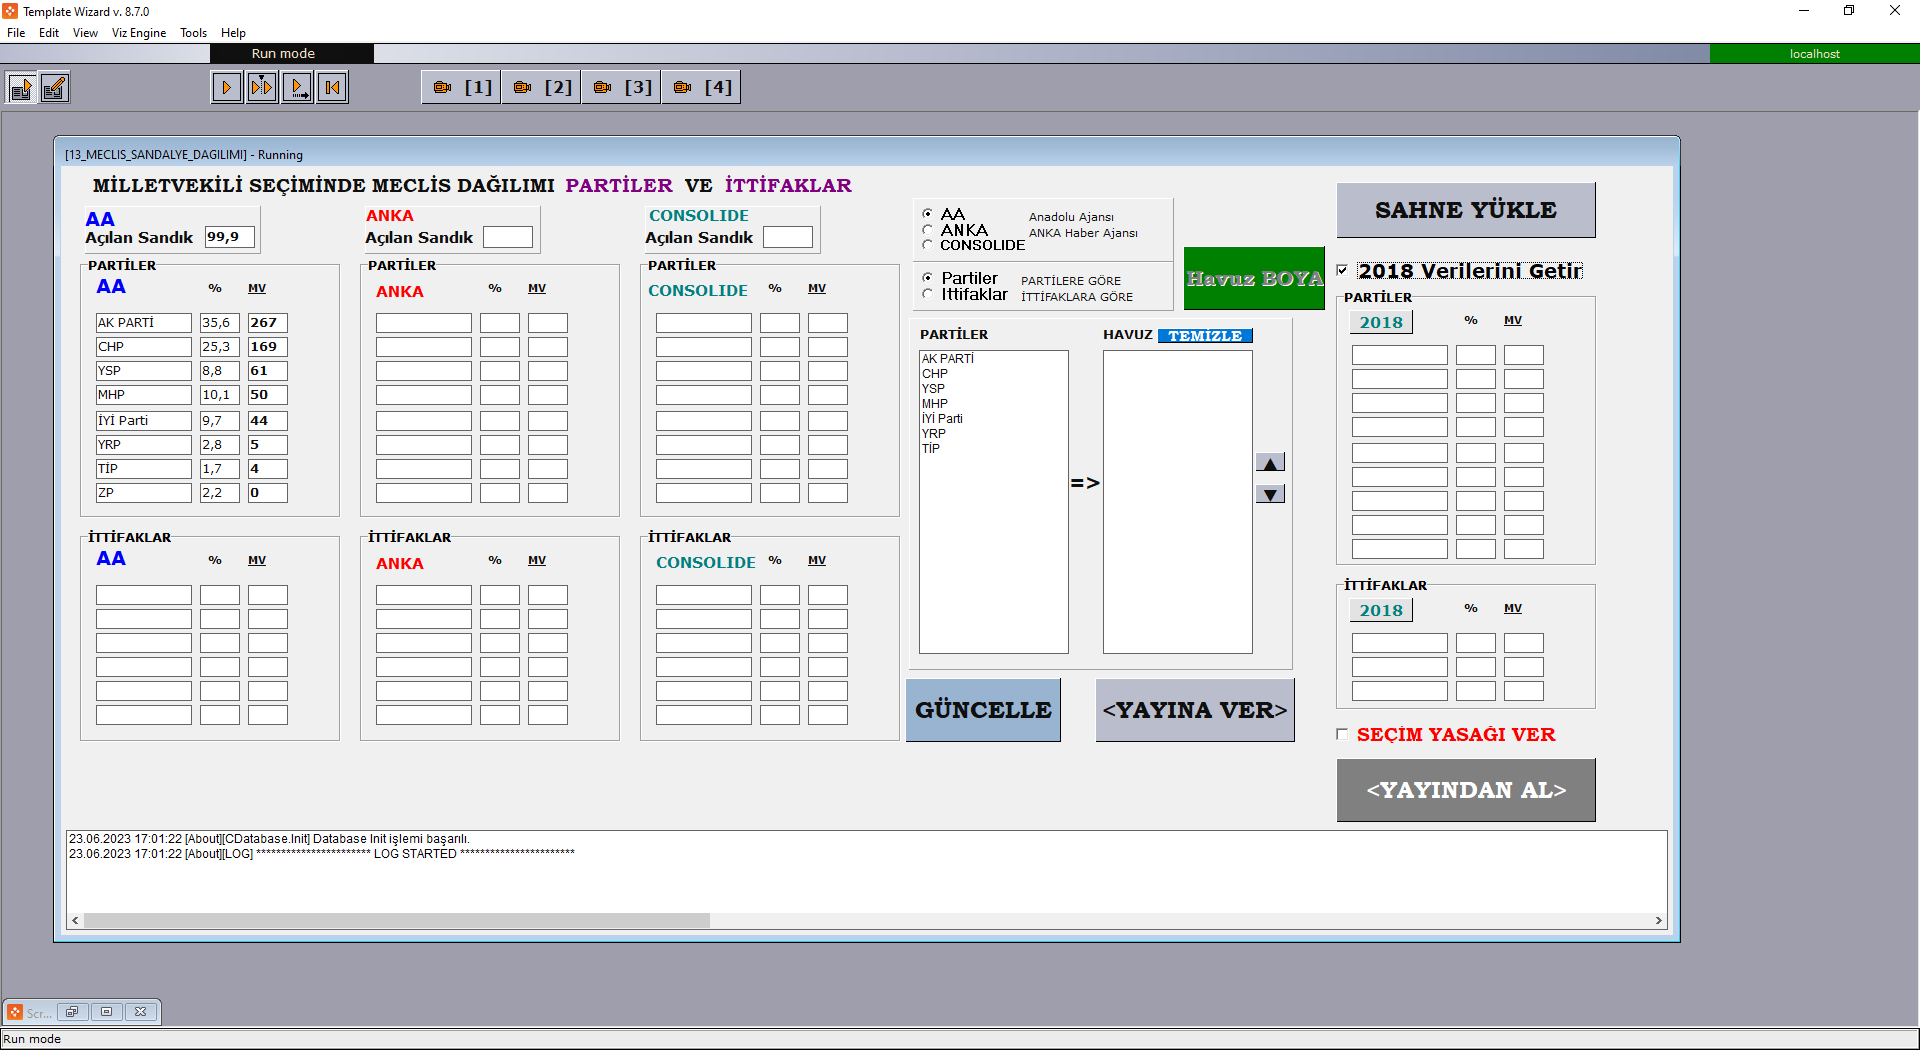 Template Wizard v. 8.7.0
File Edit View Viz Engine Tools Help
Run mode
localhost
[1] [2] [3] [4]
[13_MECLIS_SANDALYE_DAGILIMI] - Running
MİLLETVEKİLİ SEÇİMİNDE MECLİS DAĞILIMI PARTİLER VE İTTİFAKLAR
AA
Açılan Sandık 99,9
PARTİLER
AA % MV
AK PARTİ 35,6 267
CHP 25,3 169
YSP 8,8 61
MHP 10,1 50
İYİ Parti 9,7 44
YRP 2,8 5
TİP 1,7 4
ZP 2,2 0
İTTİFAKLAR
AA % MV
ANKA
Açılan Sandık
PARTİLER
ANKA % MV
İTTİFAKLAR
ANKA % MV
CONSOLIDE
Açılan Sandık
PARTİLER
CONSOLIDE % MV
İTTİFAKLAR
CONSOLIDE % MV
AA Anadolu Ajansı
ANKA ANKA Haber Ajansı
CONSOLIDE
Partiler PARTİLERE GÖRE
Ittifaklar İTTİFAKLARA GÖRE
Havuz BOYA
PARTİLER
AK PARTİ
CHP
YSP
MHP
İYİ Parti
YRP
TİP
=>
HAVUZ TEMİZLE
▲
▼
GÜNCELLE
<YAYINA VER>
SAHNE YÜKLE
2018 Verilerini Getir
PARTİLER
2018 % MV
İTTİFAKLAR
2018 % MV
SEÇİM YASAĞI VER
<YAYINDAN AL>
23.06.2023 17:01:22 [About][CDatabase.Init] Database Init işlemi başarılı.
23.06.2023 17:01:22 [About][LOG] *********************** LOG STARTED ***********************
Scr...
Run mode